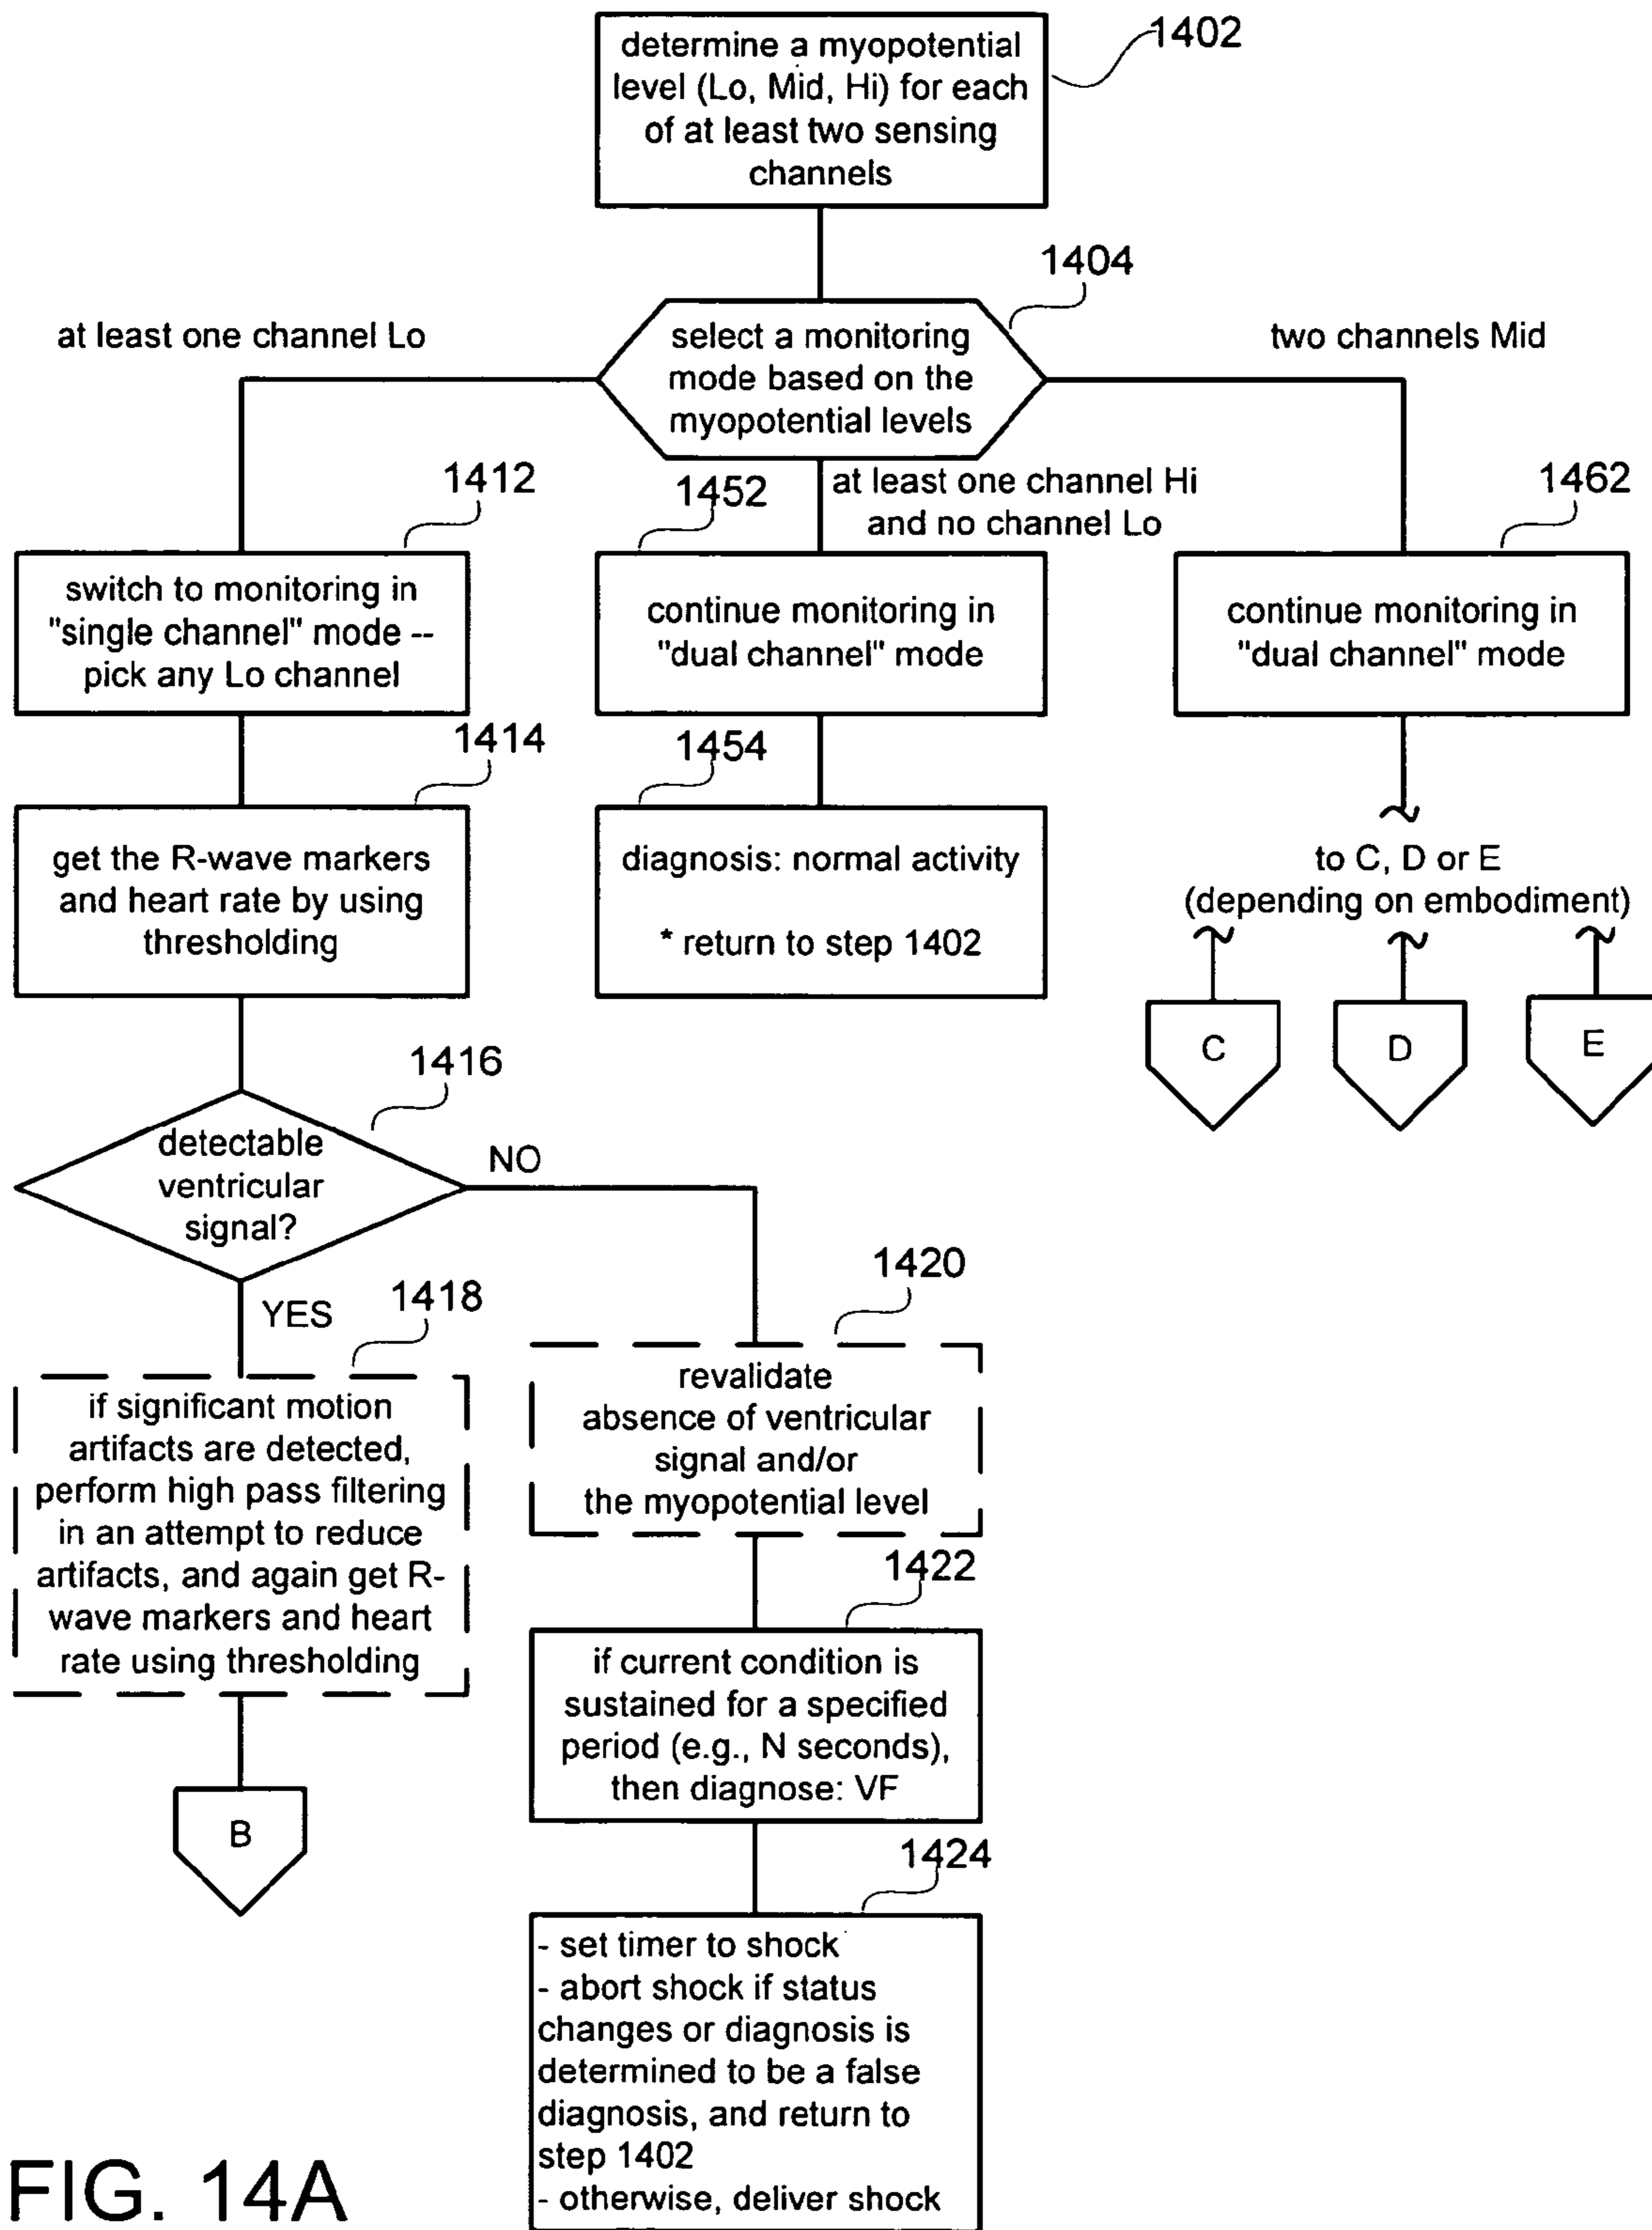 determine a myopotential
level (Lo, Mid, Hi) for each
of at least two sensing
channels
1402
1404
at least one channel Lo
select a monitoring
mode based on the
myopotential levels
two channels Mid
1412
1452
at least one channel Hi
and no channel Lo
1462
switch to monitoring in
"single channel" mode --
pick any Lo channel
continue monitoring in
"dual channel" mode
continue monitoring in
"dual channel" mode
1414
1454
get the R-wave markers
and heart rate by using
thresholding
diagnosis: normal activity
* return to step 1402
to C, D or E
(depending on embodiment)
C
D
E
1416
detectable
ventricular
signal?
NO
YES
1418
1420
if significant motion
artifacts are detected,
perform high pass filtering
in an attempt to reduce
artifacts, and again get R-
wave markers and heart
rate using thresholding
revalidate
absence of ventricular
signal and/or
the myopotential level
1422
if current condition is
sustained for a specified
period (e.g., N seconds),
then diagnose: VF
B
1424
- set timer to shock
- abort shock if status
changes or diagnosis is
determined to be a false
diagnosis, and return to
step 1402
- otherwise, deliver shock
FIG. 14A